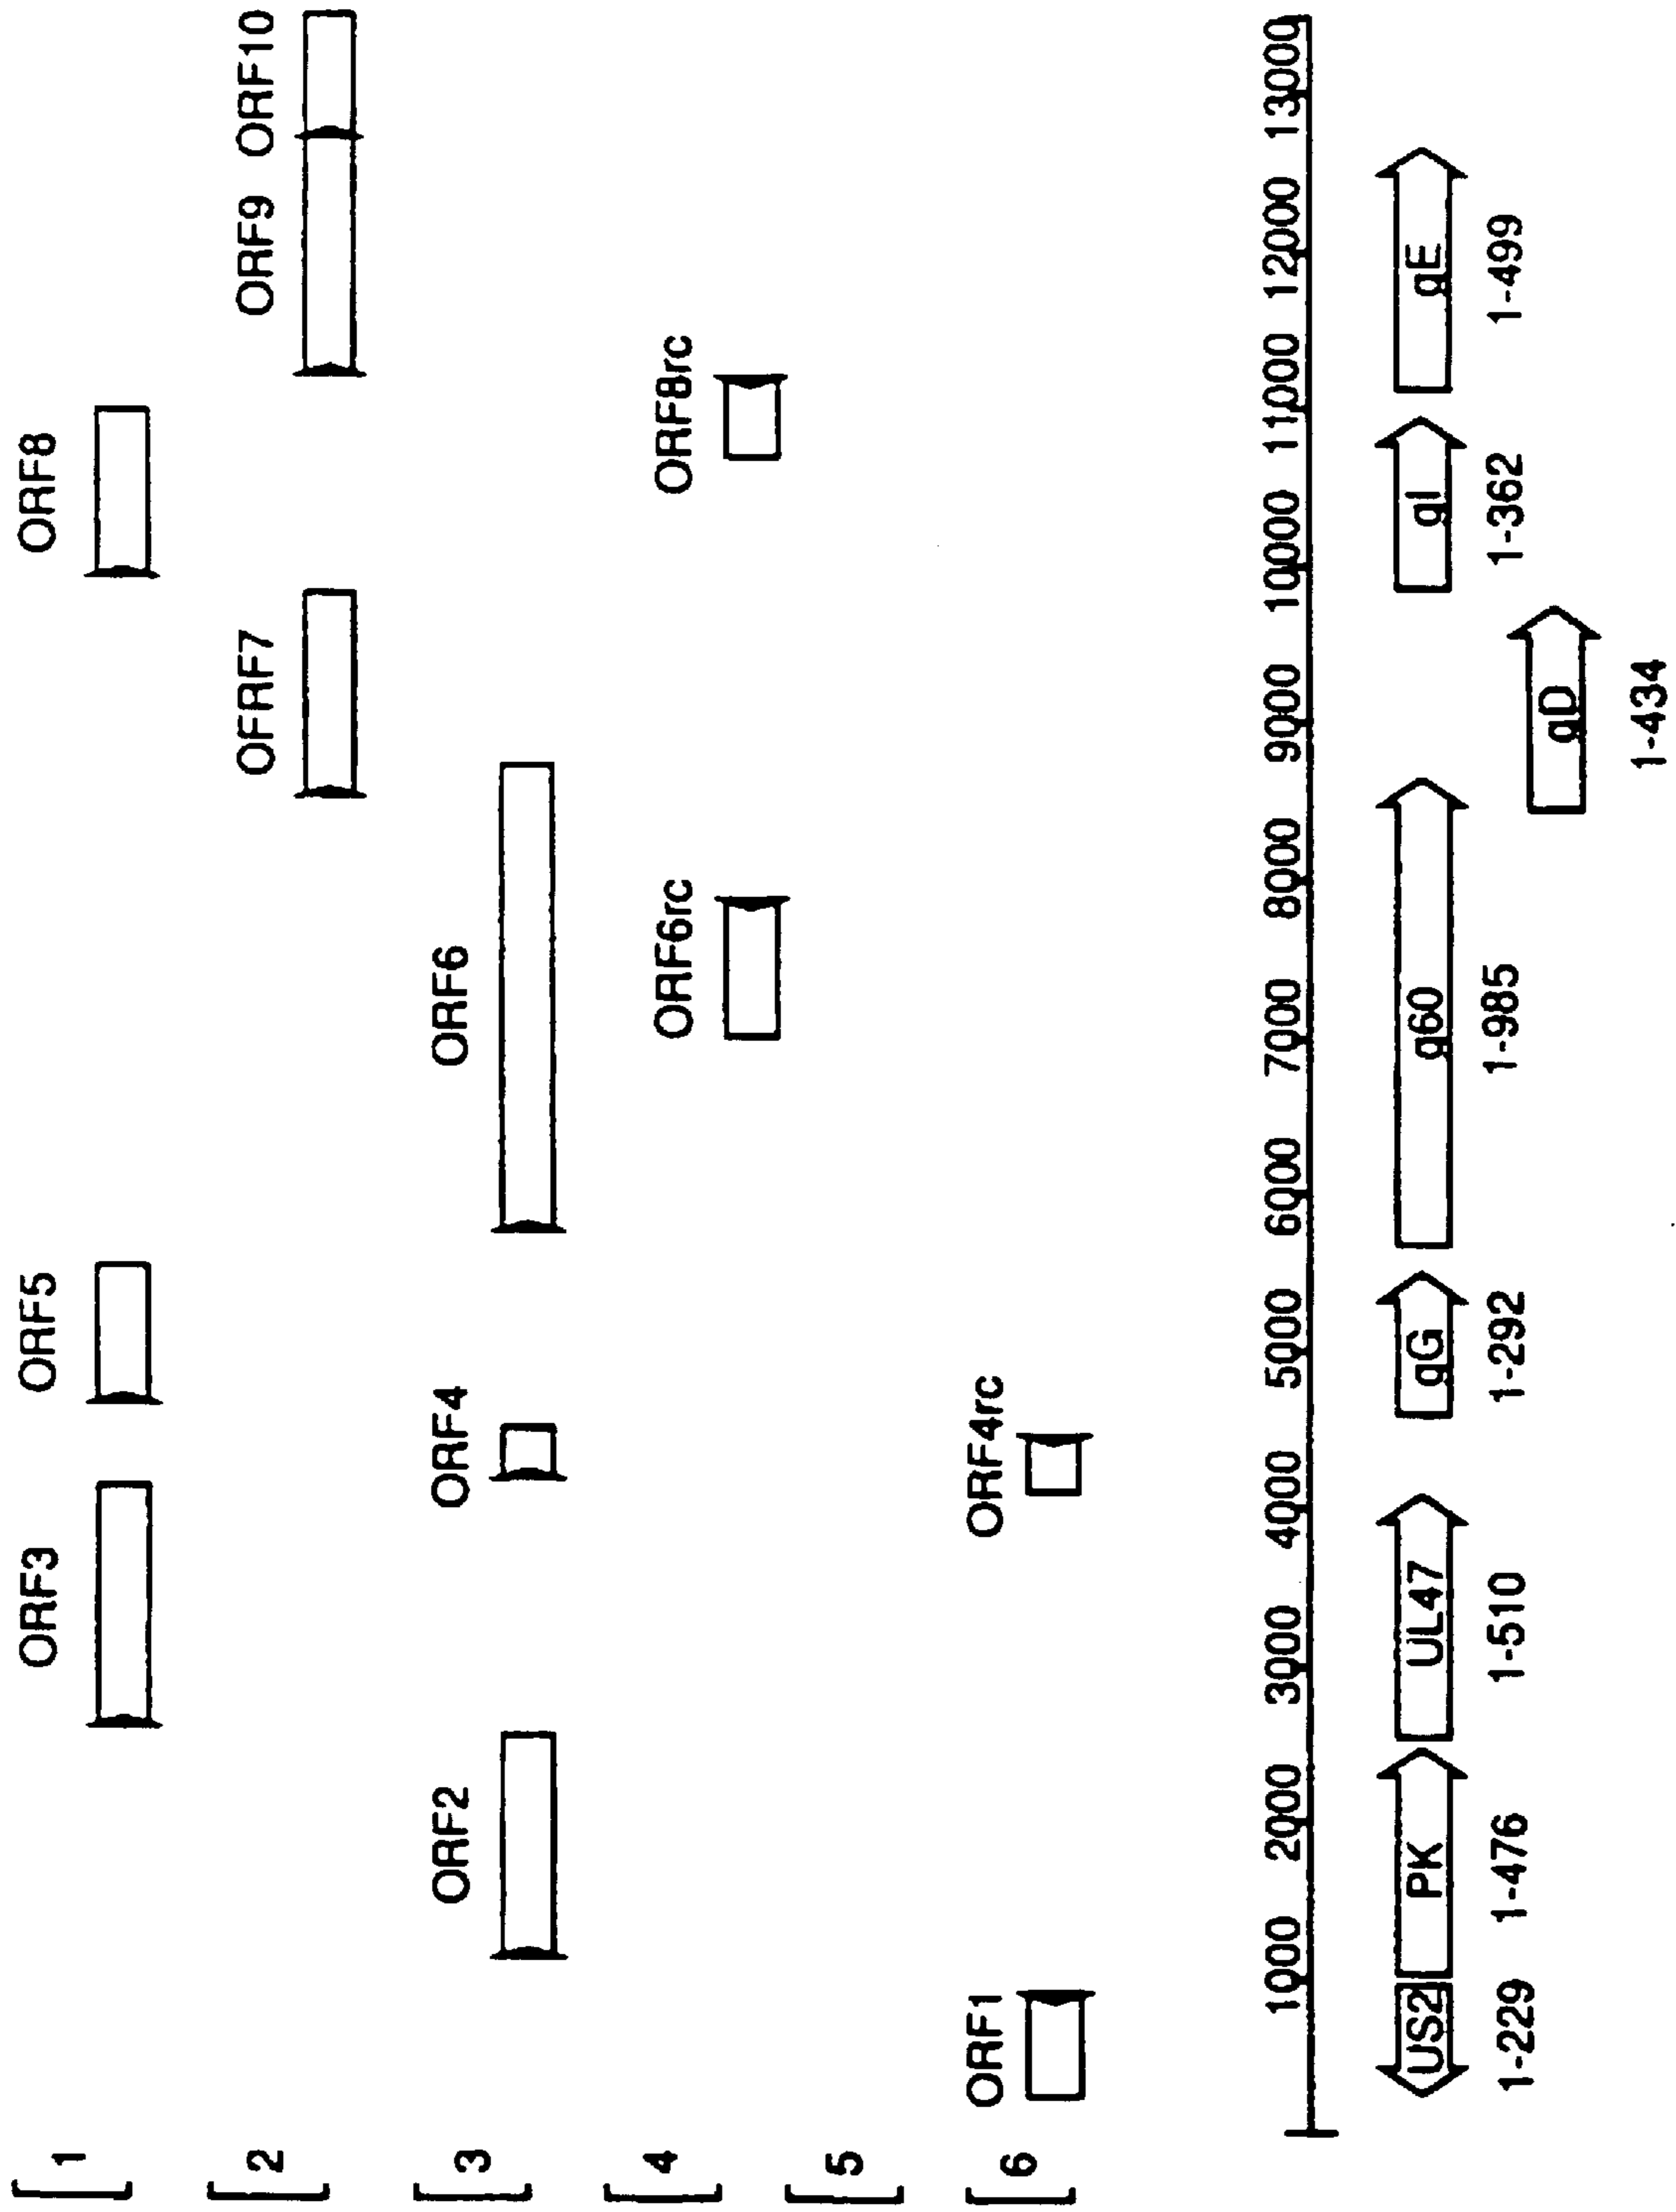 1
ORF3
ORF5
ORF8
2
OFRF7
ORF9
ORF10
3
ORF2
ORF4
ORF6
4
ORF6rc
ORF8rc
5
6
ORF1
ORF4rc
1000 2000 3000 4000 5000 6000 7000 8000 9000 10000 11000 12000 13000
US2 PK UL47 gG g60 gI gE
1-229 1-476 1-510 1-292 1-985 1-362 1-499
gD
1-434